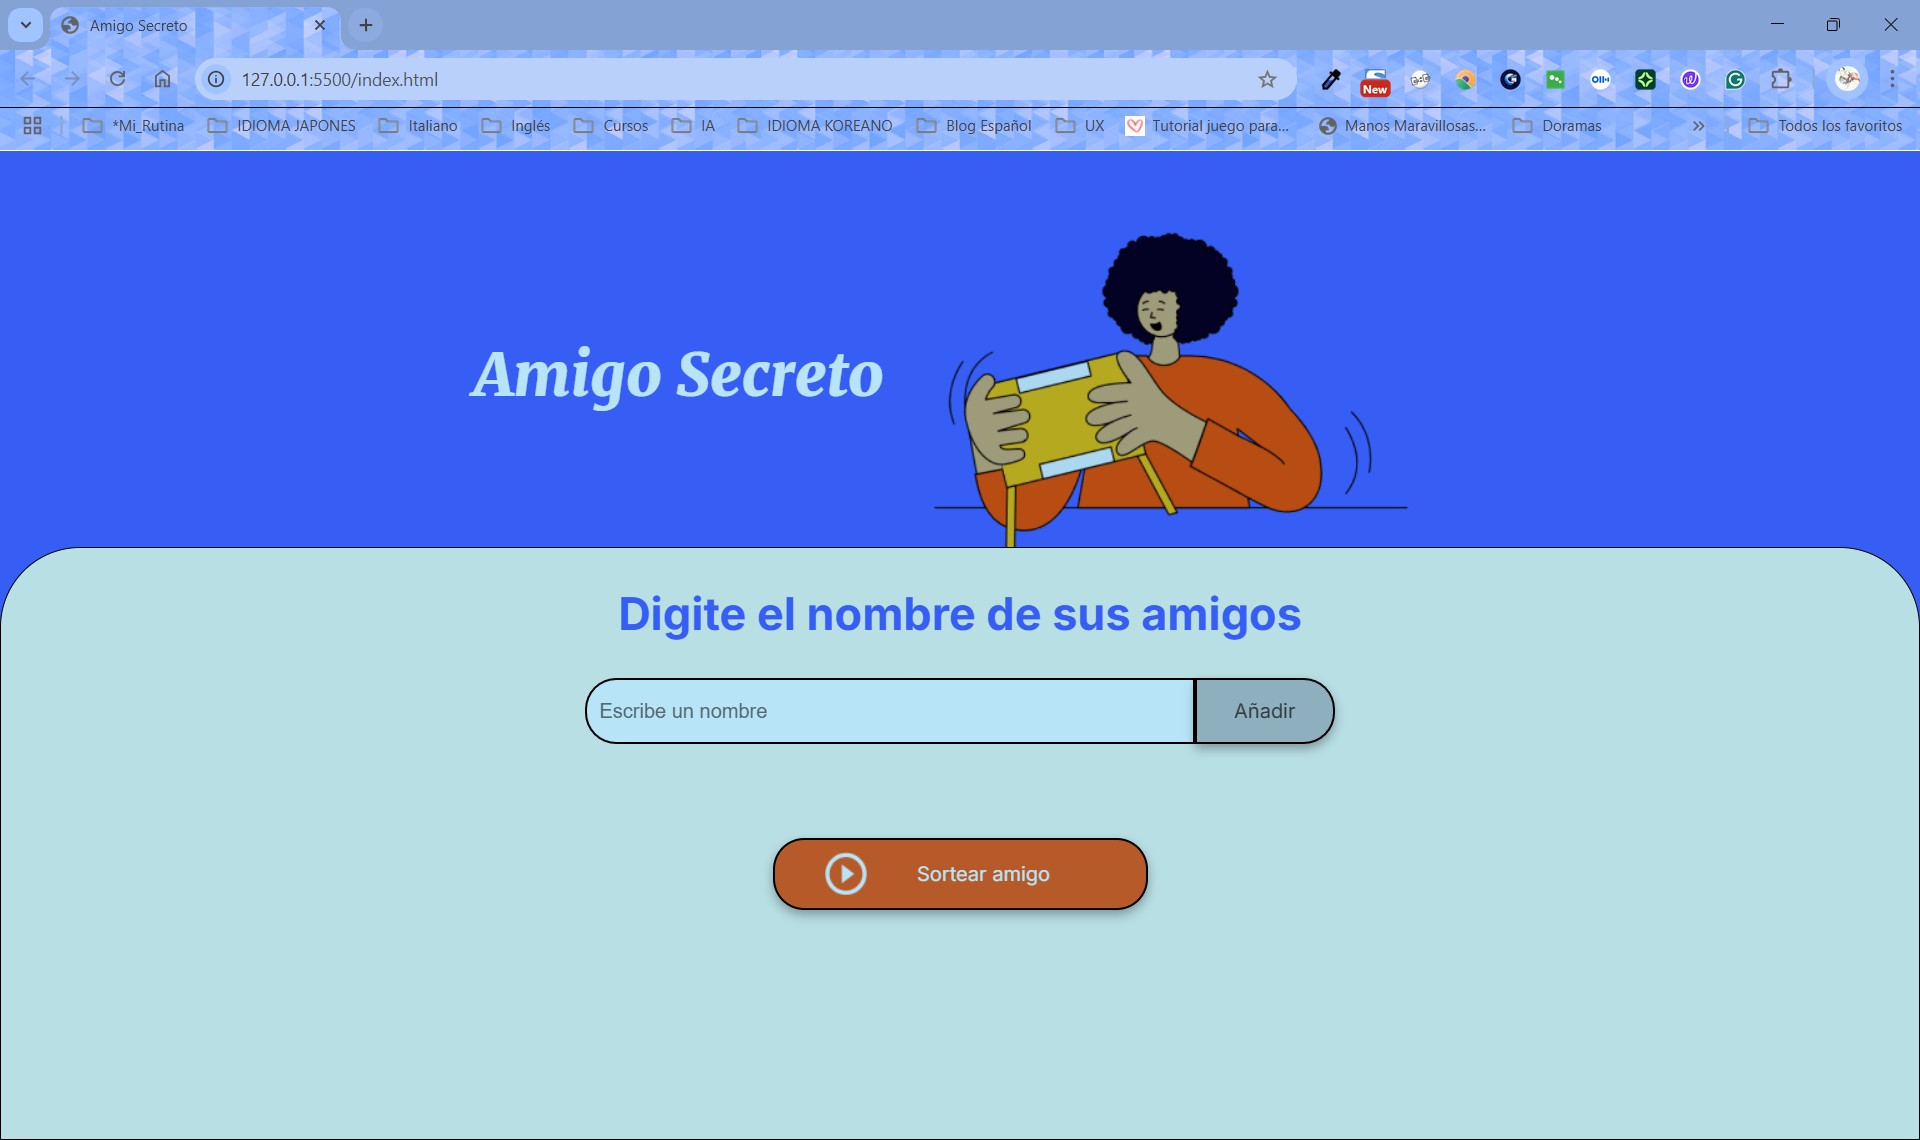 Amigo Secreto
127.0.0.1:5500/index.html
New
*Mi_Rutina IDIOMA JAPONES Italiano Inglés Cursos IA IDIOMA KOREANO Blog Español UX Tutorial juego para... Manos Maravillosas... Doramas Todos los favoritos
Amigo Secreto
Digite el nombre de sus amigos
Escribe un nombre Añadir
Sortear amigo